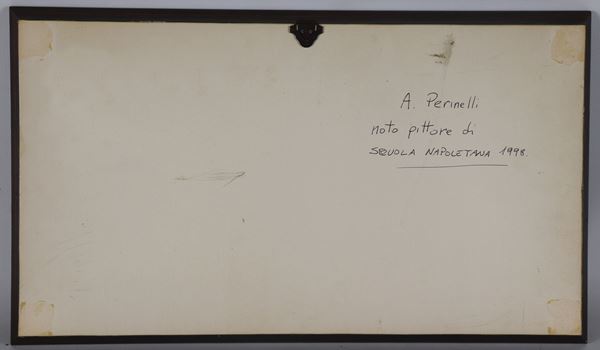 A. Perinelli
noto pittore di
SCUOLA NAPOLETANA 1998.